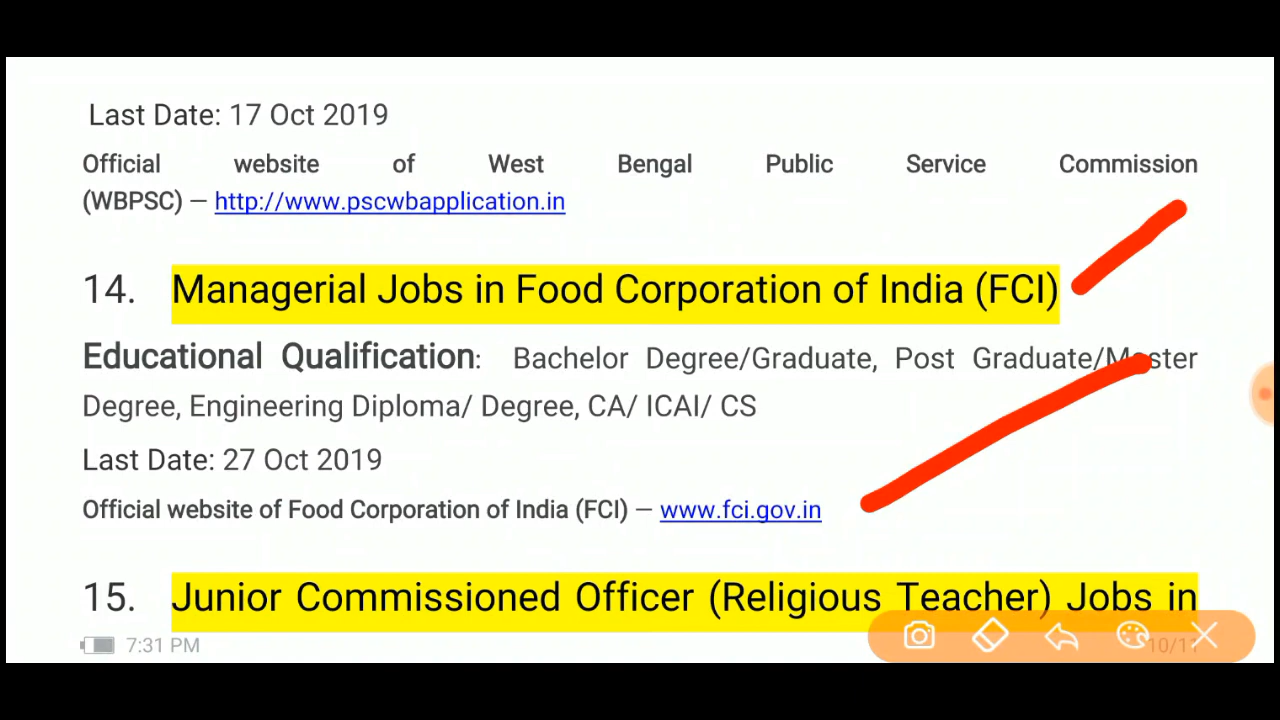 Last Date: 17 Oct 2019
Official website of West Bengal Public Service Commission
(WBPSC) — http://www.pscwbapplication.in
14. Managerial Jobs in Food Corporation of India (FCI)
Educational Qualification: Bachelor Degree/Graduate, Post Graduate/Master
Degree, Engineering Diploma/ Degree, CA/ ICAI/ CS
Last Date: 27 Oct 2019
Official website of Food Corporation of India (FCI) — www.fci.gov.in
15. Junior Commissioned Officer (Religious Teacher) Jobs in
7:31 PM 10/11